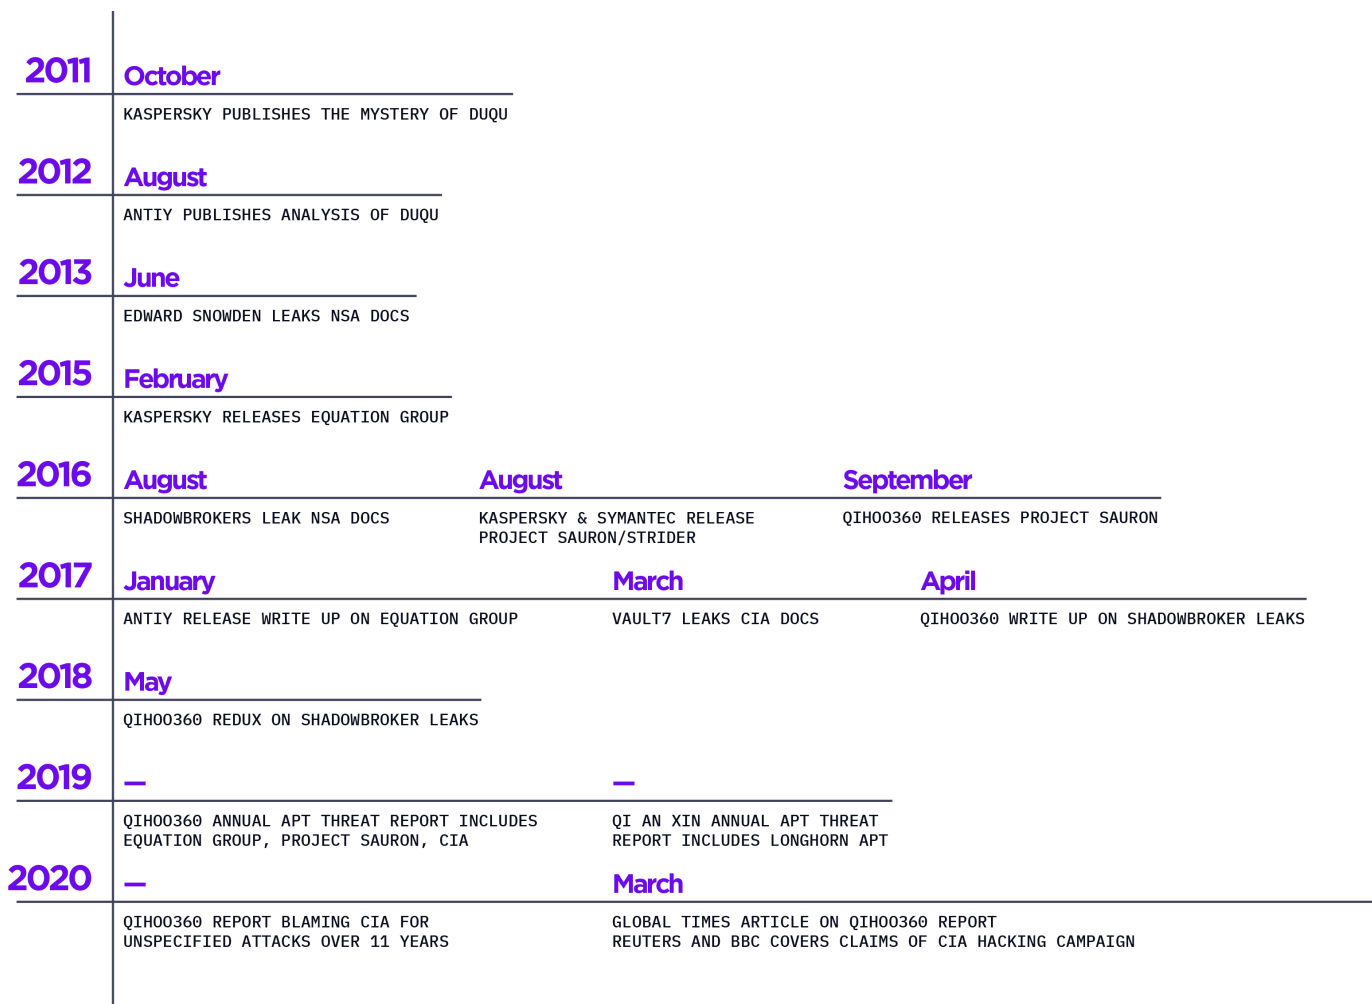 2011 October
KASPERSKY PUBLISHES THE MYSTERY OF DUQU
2012 August
ANTIY PUBLISHES ANALYSIS OF DUQU
2013 June
EDWARD SNOWDEN LEAKS NSA DOCS
2015 February
KASPERSKY RELEASES EQUATION GROUP
2016 August August September
SHADOWBROKERS LEAK NSA DOCS
KASPERSKY & SYMANTEC RELEASE
PROJECT SAURON/STRIDER
QIHOO360 RELEASES PROJECT SAURON
2017 January March April
ANTIY RELEASE WRITE UP ON EQUATION GROUP
VAULT7 LEAKS CIA DOCS
QIHOO360 WRITE UP ON SHADOWBROKER LEAKS
2018 May
QIHOO360 REDUX ON SHADOWBROKER LEAKS
2019 — —
QIHOO360 ANNUAL APT THREAT REPORT INCLUDES
EQUATION GROUP, PROJECT SAURON, CIA
QI AN XIN ANNUAL APT THREAT
REPORT INCLUDES LONGHORN APT
2020 — March
QIHOO360 REPORT BLAMING CIA FOR
UNSPECIFIED ATTACKS OVER 11 YEARS
GLOBAL TIMES ARTICLE ON QIHOO360 REPORT
REUTERS AND BBC COVERS CLAIMS OF CIA HACKING CAMPAIGN